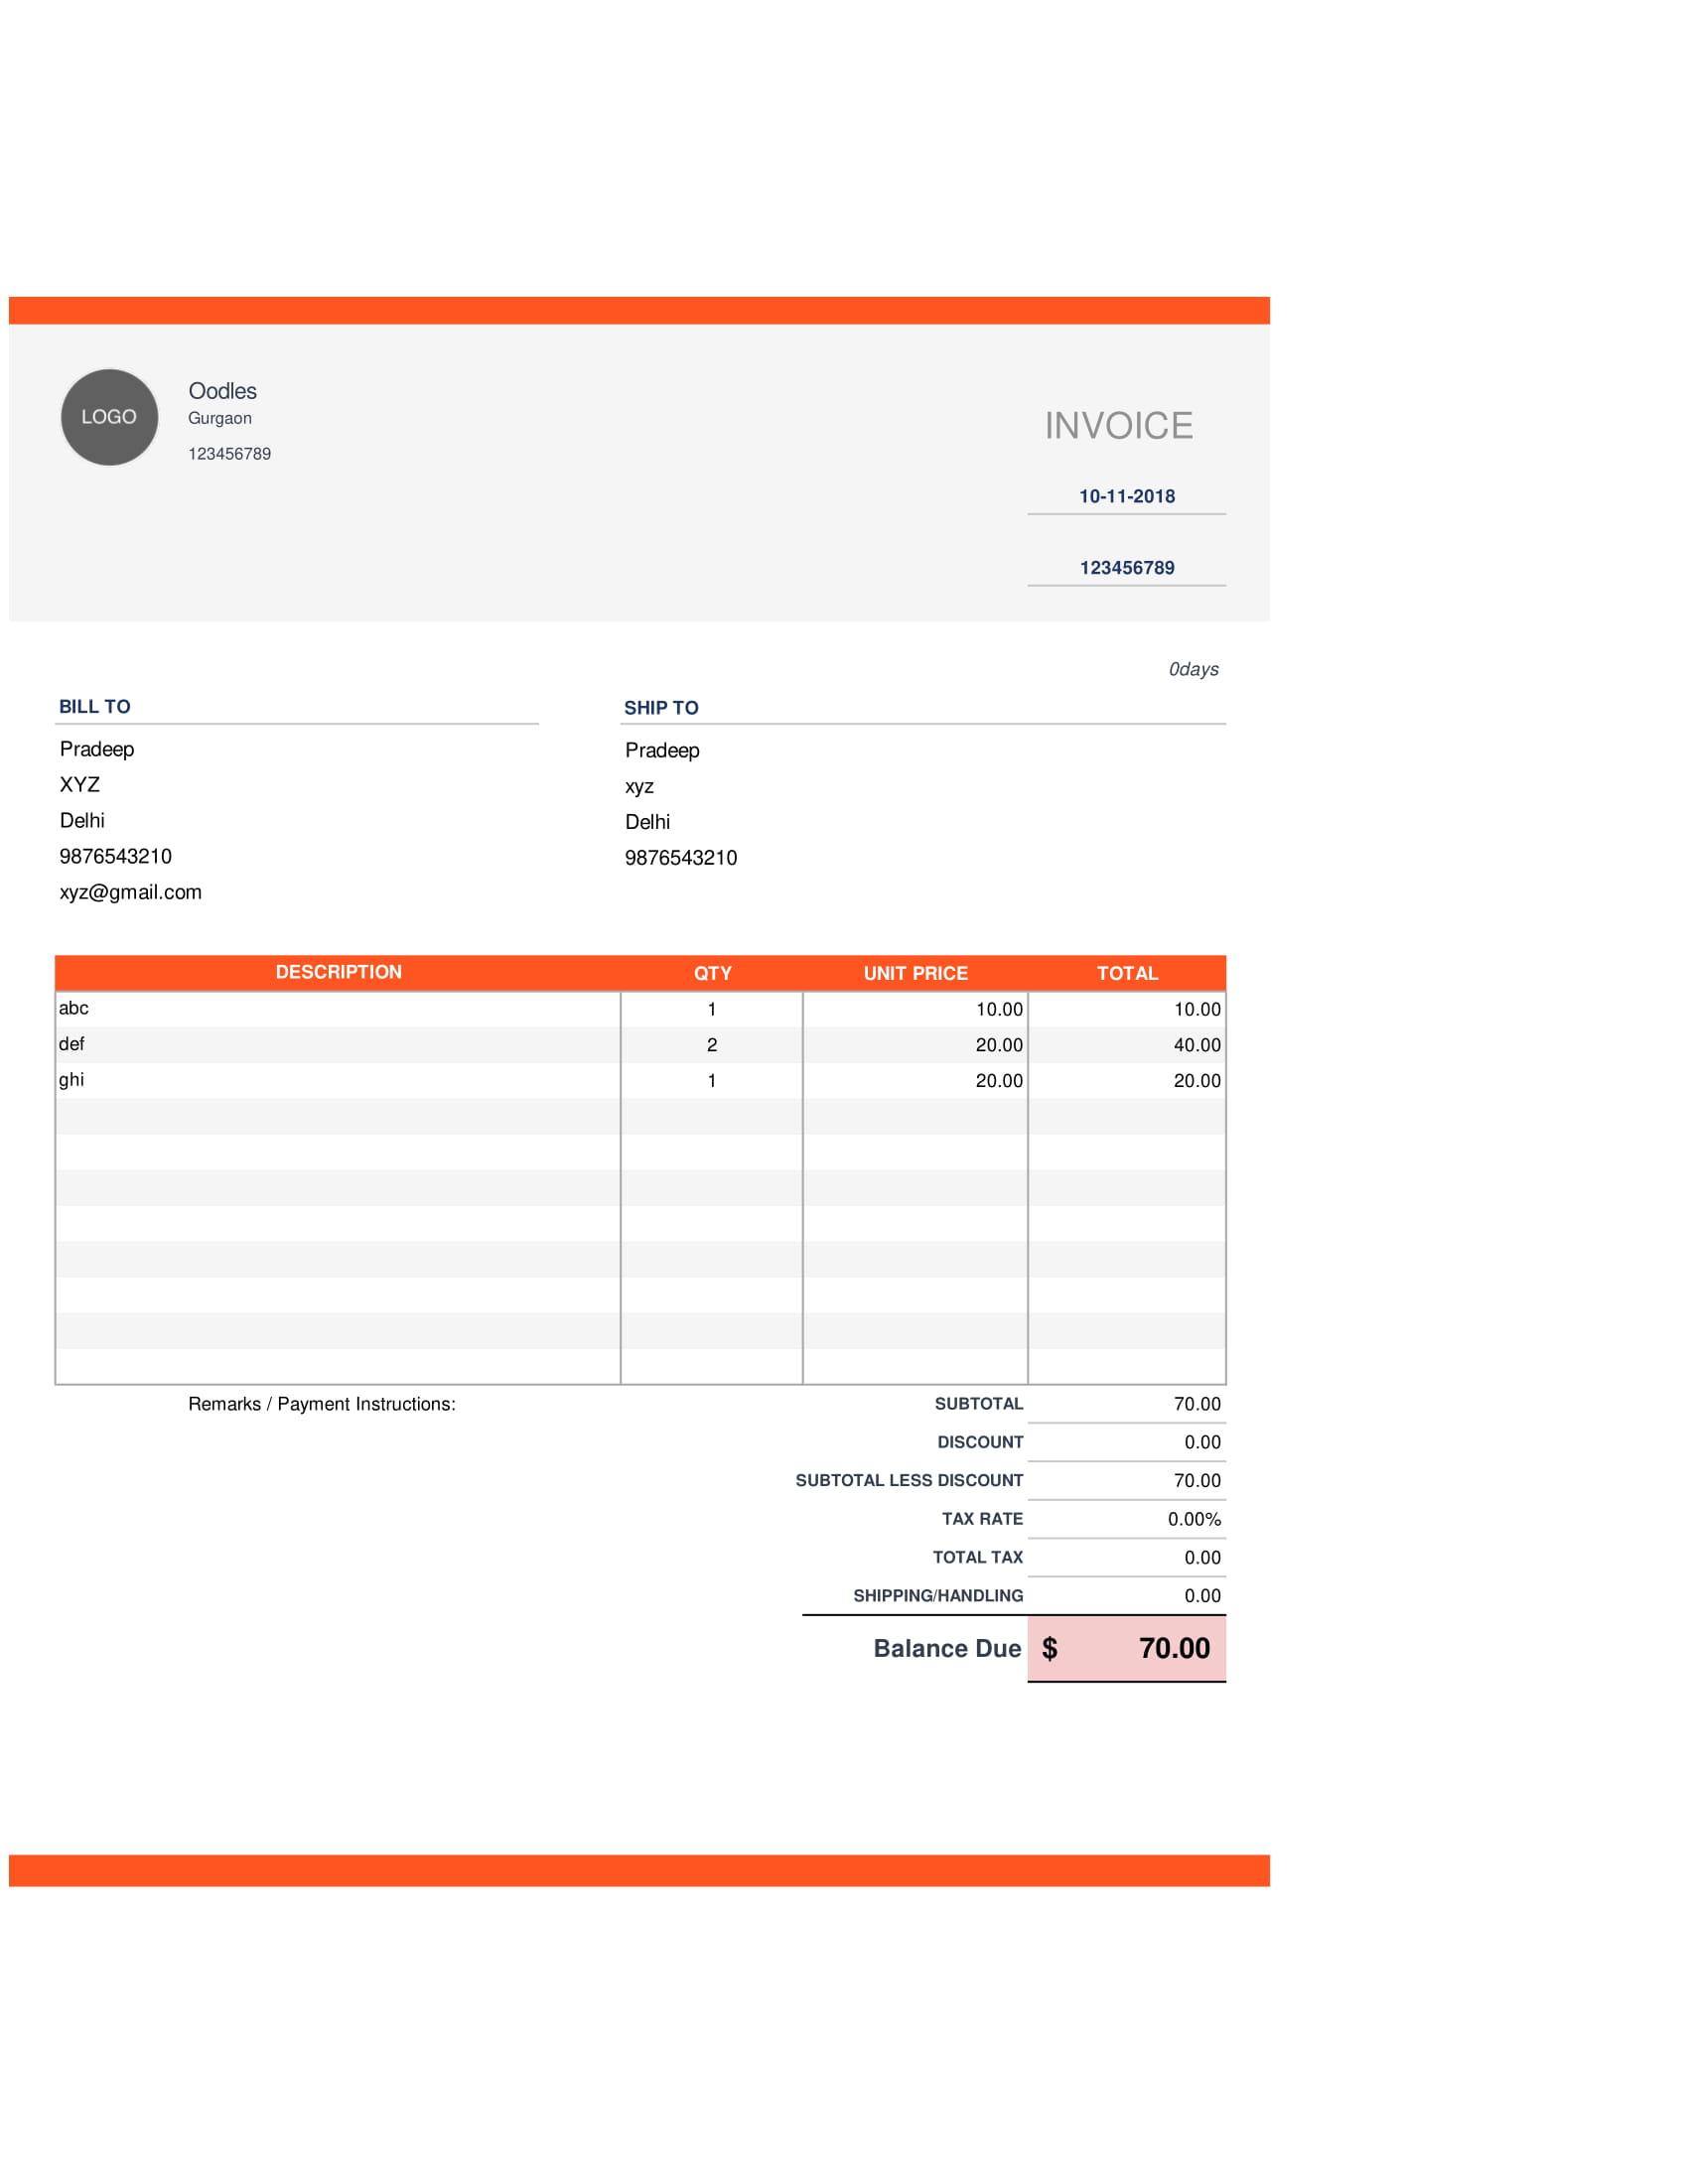 LOGO
Oodles
Gurgaon
123456789
INVOICE
10-11-2018
123456789
0days
BILL TO
Pradeep
XYZ
Delhi
9876543210
xyz@gmail.com
SHIP TO
Pradeep
xyz
Delhi
9876543210
DESCRIPTION QTY UNIT PRICE TOTAL
abc 1 10.00 10.00
def 2 20.00 40.00
ghi 1 20.00 20.00
Remarks / Payment Instructions:
SUBTOTAL 70.00
DISCOUNT 0.00
SUBTOTAL LESS DISCOUNT 70.00
TAX RATE 0.00%
TOTAL TAX 0.00
SHIPPING/HANDLING 0.00
Balance Due $ 70.00